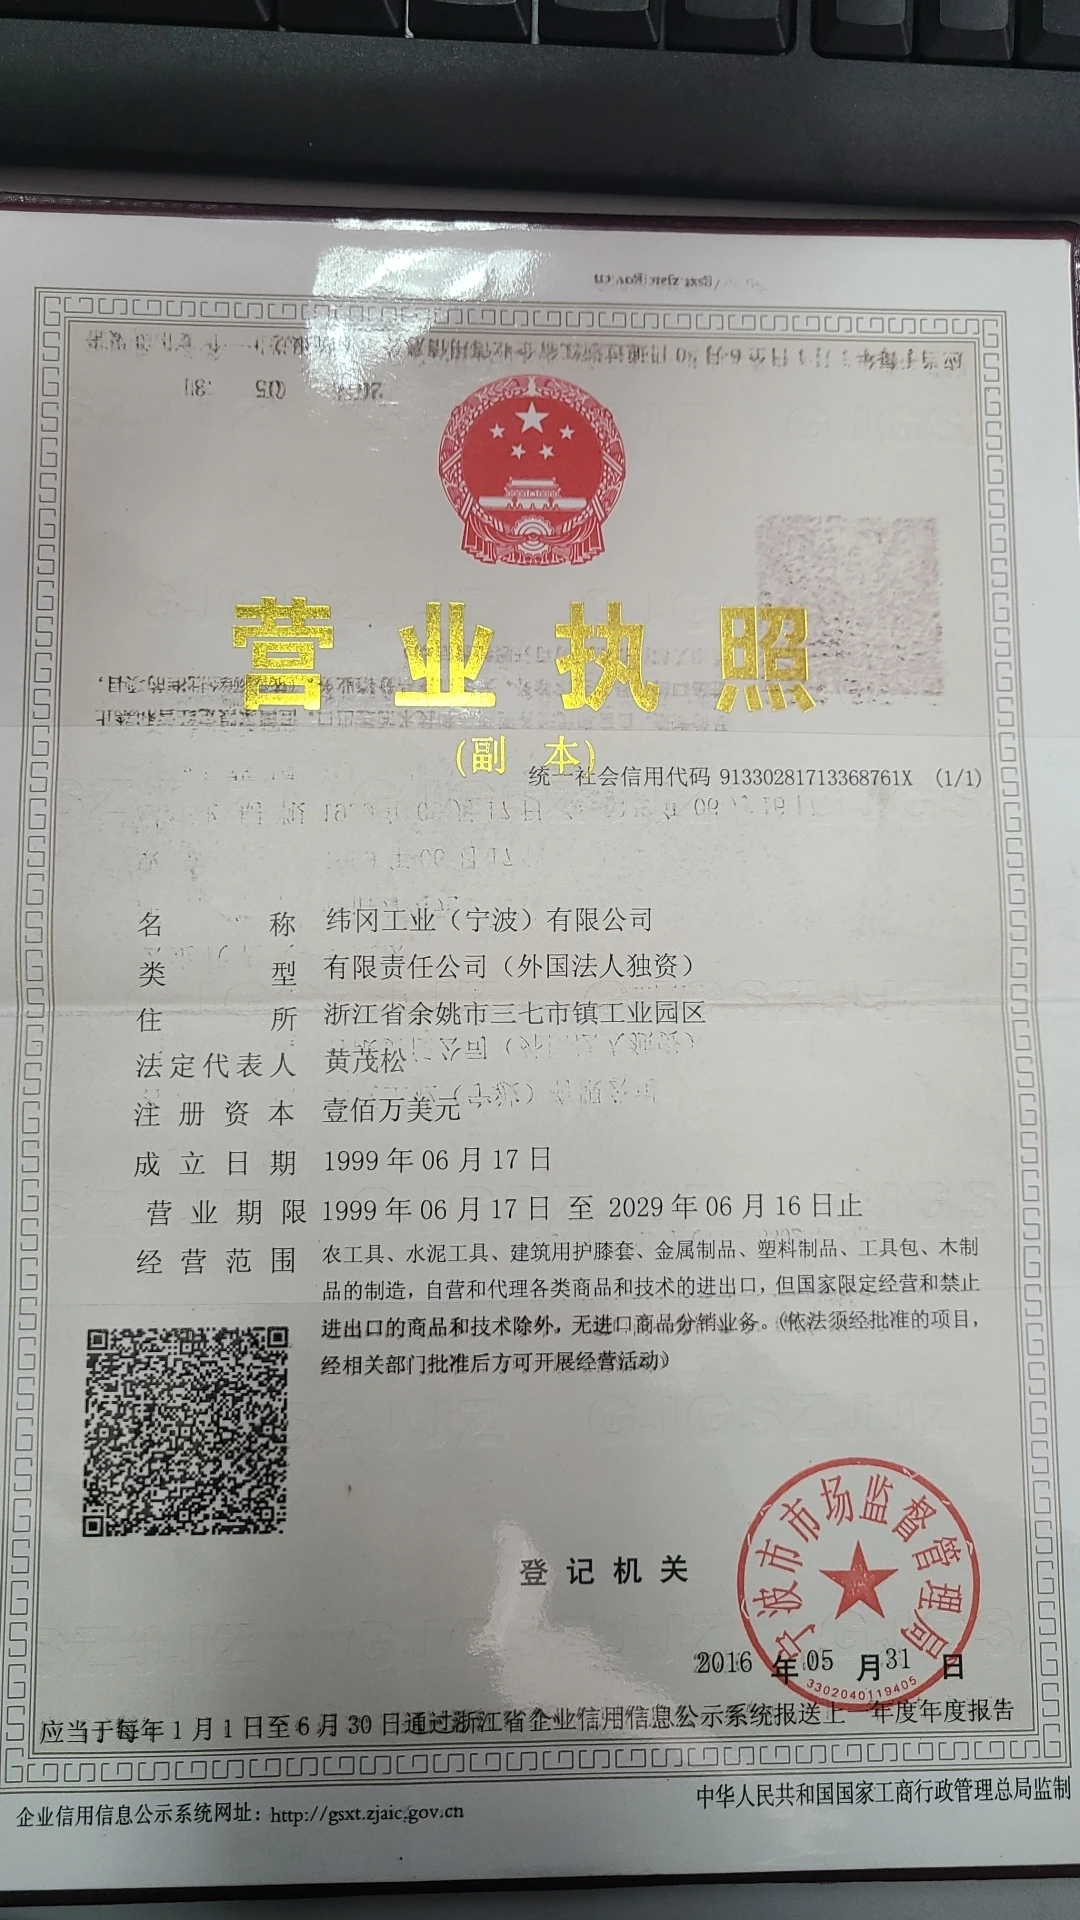 营业执照
(副 本)
统一社会信用代码 91330281713368761X (1/1)
名称 纬冈工业（宁波）有限公司
类型 有限责任公司（外国法人独资）
住所 浙江省余姚市三七市镇工业园区
法定代表人 黄茂松
注册资本 壹佰万美元
成立日期 1999年06月17日
营业期限 1999年06月17日 至 2029年06月16日止
经营范围 农工具、水泥工具、建筑用护膝套、金属制品、塑料制品、工具包、木制
品的制造，自营和代理各类商品和技术的进出口，但国家限定经营和禁止
进出口的商品和技术除外，无进口商品分销业务。(依法须经批准的项目，
经相关部门批准后方可开展经营活动)
登记机关
宁波市市场监督管理局
2016 年 05 月 31 日
3302040119405
应当于每年1月1日至6月30日通过浙江省企业信用信息公示系统报送上一年度年度报告
企业信用信息公示系统网址：http://gsxt.zjaic.gov.cn
中华人民共和国国家工商行政管理总局监制